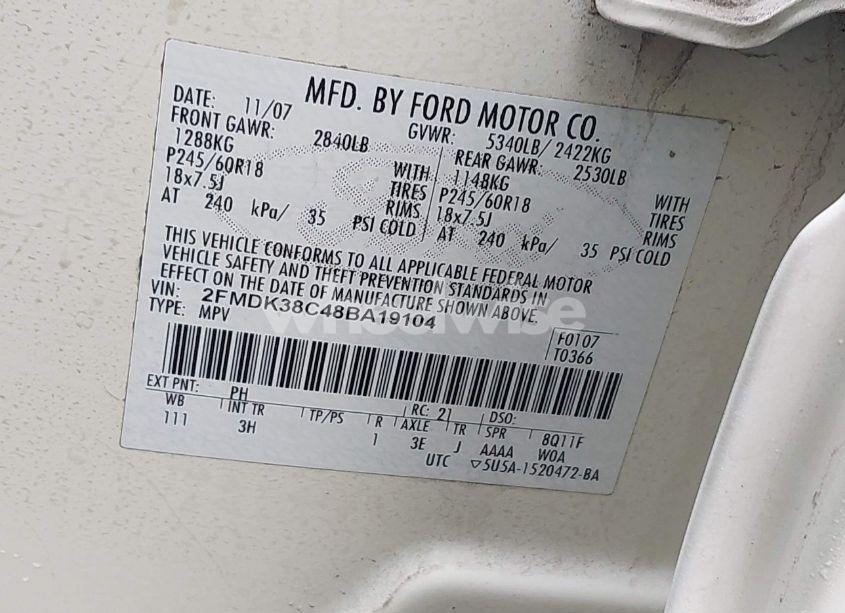 MFD. BY FORD MOTOR CO.
DATE: 11/07 GVWR: 5340LB/ 2422KG
FRONT GAWR: 2840LB REAR GAWR: 2530LB
1288KG WITH 1148KG WITH
P245/60R18 TIRES P245/60R18 TIRES
18x7.5J RIMS 18x7.5J RIMS
AT 240 kPa/ 35 PSI COLD AT 240 kPa/ 35 PSI COLD
THIS VEHICLE CONFORMS TO ALL APPLICABLE FEDERAL MOTOR
VEHICLE SAFETY AND THEFT PREVENTION STANDARDS IN
EFFECT ON THE DATE OF MANUFACTURE SHOWN ABOVE.
VIN: 2FMDK38C48BA19104
TYPE: MPV
F0107
T0366
EXT PNT: PH RC: 21 DSO:
WB INT TR TP/PS R AXLE TR SPR 8Q11F
111 3H 1 3E J AAAA W0A
UTC ▽5U5A-1520472-BA
wheelwise